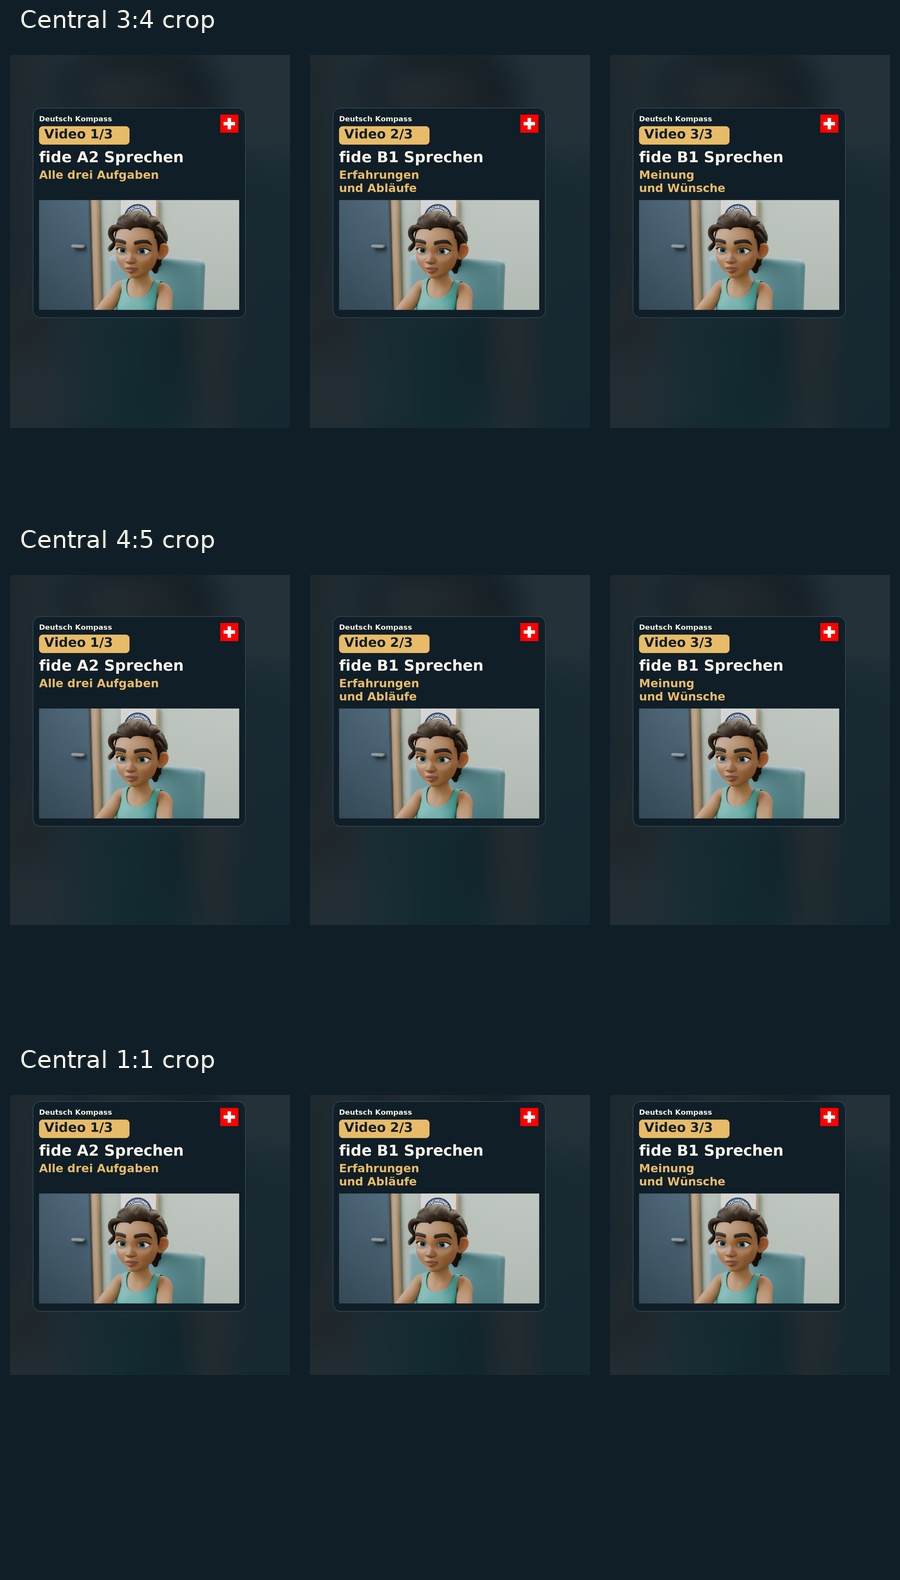 Central 3:4 crop
Deutsch Kompass
Video 1/3
fide A2 Sprechen
Alle drei Aufgaben
Deutsch Kompass
Video 2/3
fide B1 Sprechen
Erfahrungen
und Abläufe
Deutsch Kompass
Video 3/3
fide B1 Sprechen
Meinung
und Wünsche
Central 4:5 crop
Deutsch Kompass
Video 1/3
fide A2 Sprechen
Alle drei Aufgaben
Deutsch Kompass
Video 2/3
fide B1 Sprechen
Erfahrungen
und Abläufe
Deutsch Kompass
Video 3/3
fide B1 Sprechen
Meinung
und Wünsche
Central 1:1 crop
Deutsch Kompass
Video 1/3
fide A2 Sprechen
Alle drei Aufgaben
Deutsch Kompass
Video 2/3
fide B1 Sprechen
Erfahrungen
und Abläufe
Deutsch Kompass
Video 3/3
fide B1 Sprechen
Meinung
und Wünsche